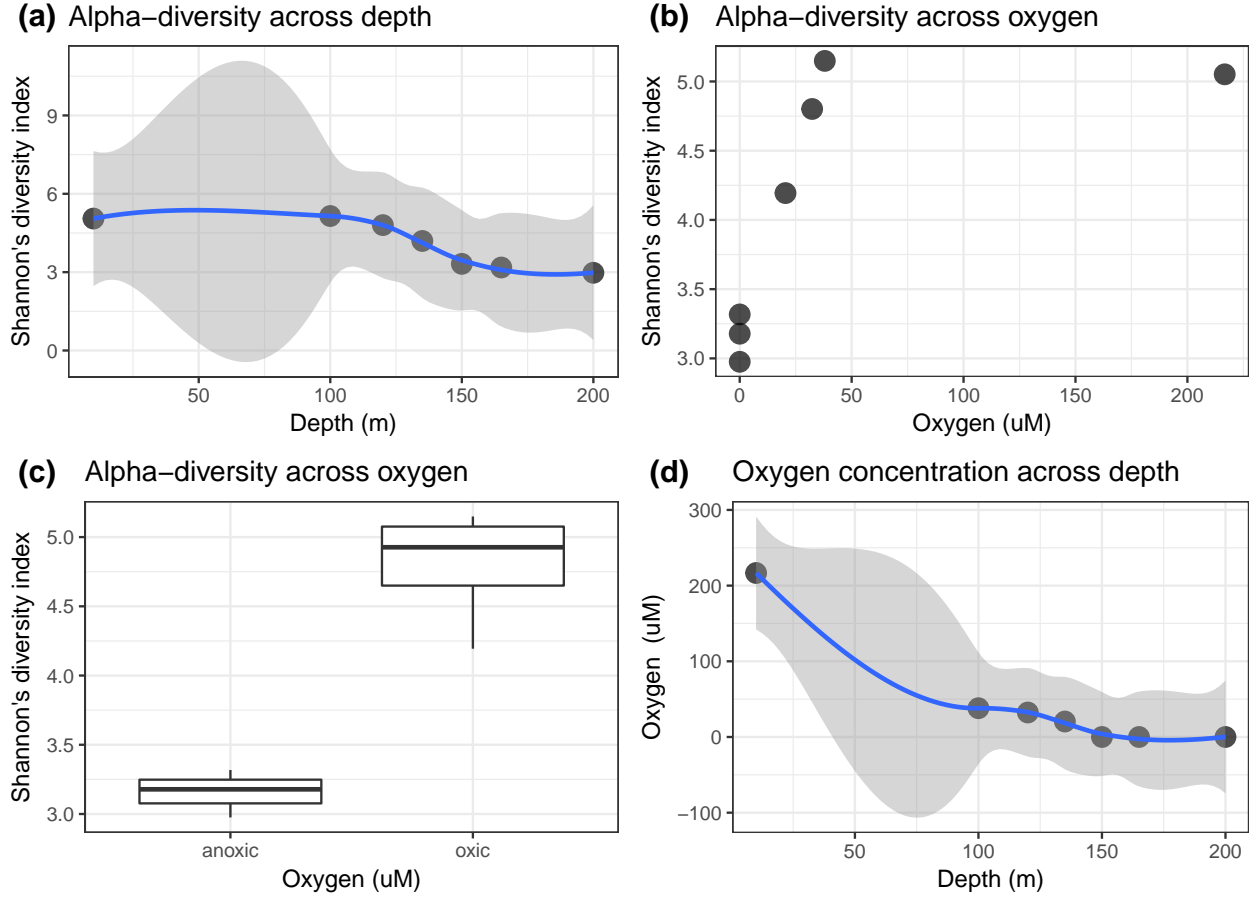 (a) Alpha−diversity across depth
Shannon's diversity index
9
6
3
0
50 100 150 200
Depth (m)
(b) Alpha−diversity across oxygen
Shannon's diversity index
5.0
4.5
4.0
3.5
3.0
0 50 100 150 200
Oxygen (uM)
(c) Alpha−diversity across oxygen
Shannon's diversity index
5.0
4.5
4.0
3.5
3.0
anoxic oxic
Oxygen (uM)
(d) Oxygen concentration across depth
Oxygen (uM)
300
200
100
0
−100
50 100 150 200
Depth (m)